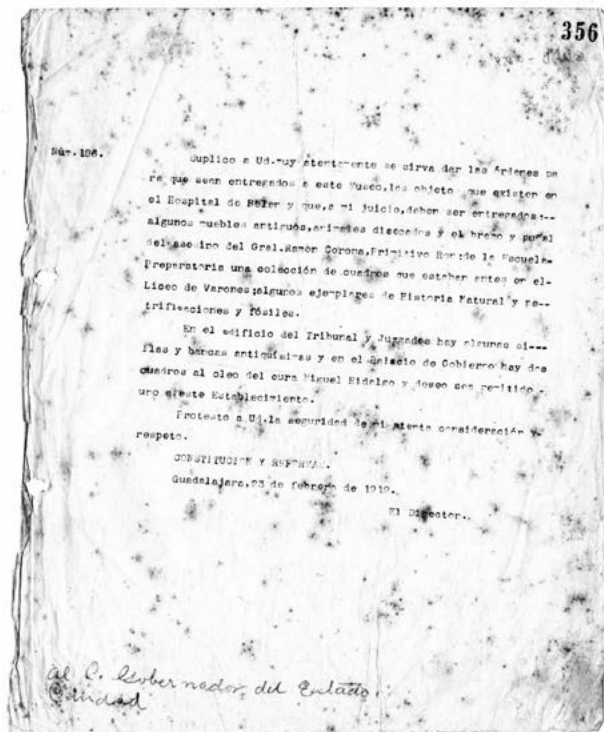 356
Núm.196.
Suplico a Ud.muy atentamente se sirva dar las órdenes pa
ra que sean entregados a este Museo,los objeto que existen en
el Hospital de Belen y que,a mi juicio,deben ser entregados:--
algunos muebles antiguos,animales disecados y el brazo y puñal
del asesino del Gral.Ramón Corona,Primitivo Ron:de la Escuela-
Preparatoria una colección de cuadros que estaban antes en el-
Liceo de Varones;algunos ejemplares de Historia Natural y pe--
trificaciones y fósiles.
En el edificio del Tribunal y Juzgados hay algunas si---
llas y bancas antiquísimas y en el Palacio de Gobierno hay dos
cuadros al oleo del cura Miguel Hidalgo y deseo sea remitido -
uno a este Establecimiento.
Protesto a Ud.la seguridad de mi atenta consideración y-
respeto.
CONSTITUCION Y REFORMAS.
Guadalajara,23 de febrero de 1919.
El Director.
Al C. Gobernador del Estado.
Ciudad